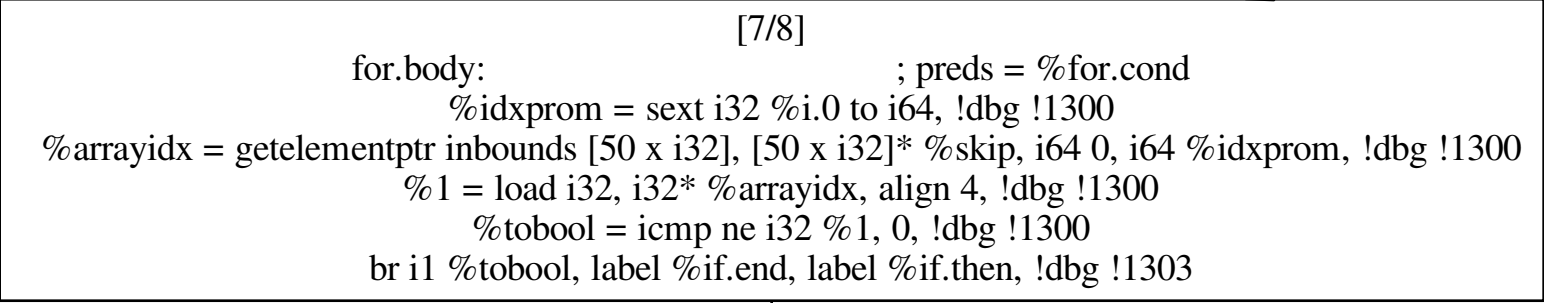 [7/8]
for.body: ; preds = %for.cond
%idxprom = sext i32 %i.0 to i64, !dbg !1300
%arrayidx = getelementptr inbounds [50 x i32], [50 x i32]* %skip, i64 0, i64 %idxprom, !dbg !1300
%1 = load i32, i32* %arrayidx, align 4, !dbg !1300
%tobool = icmp ne i32 %1, 0, !dbg !1300
br i1 %tobool, label %if.end, label %if.then, !dbg !1303